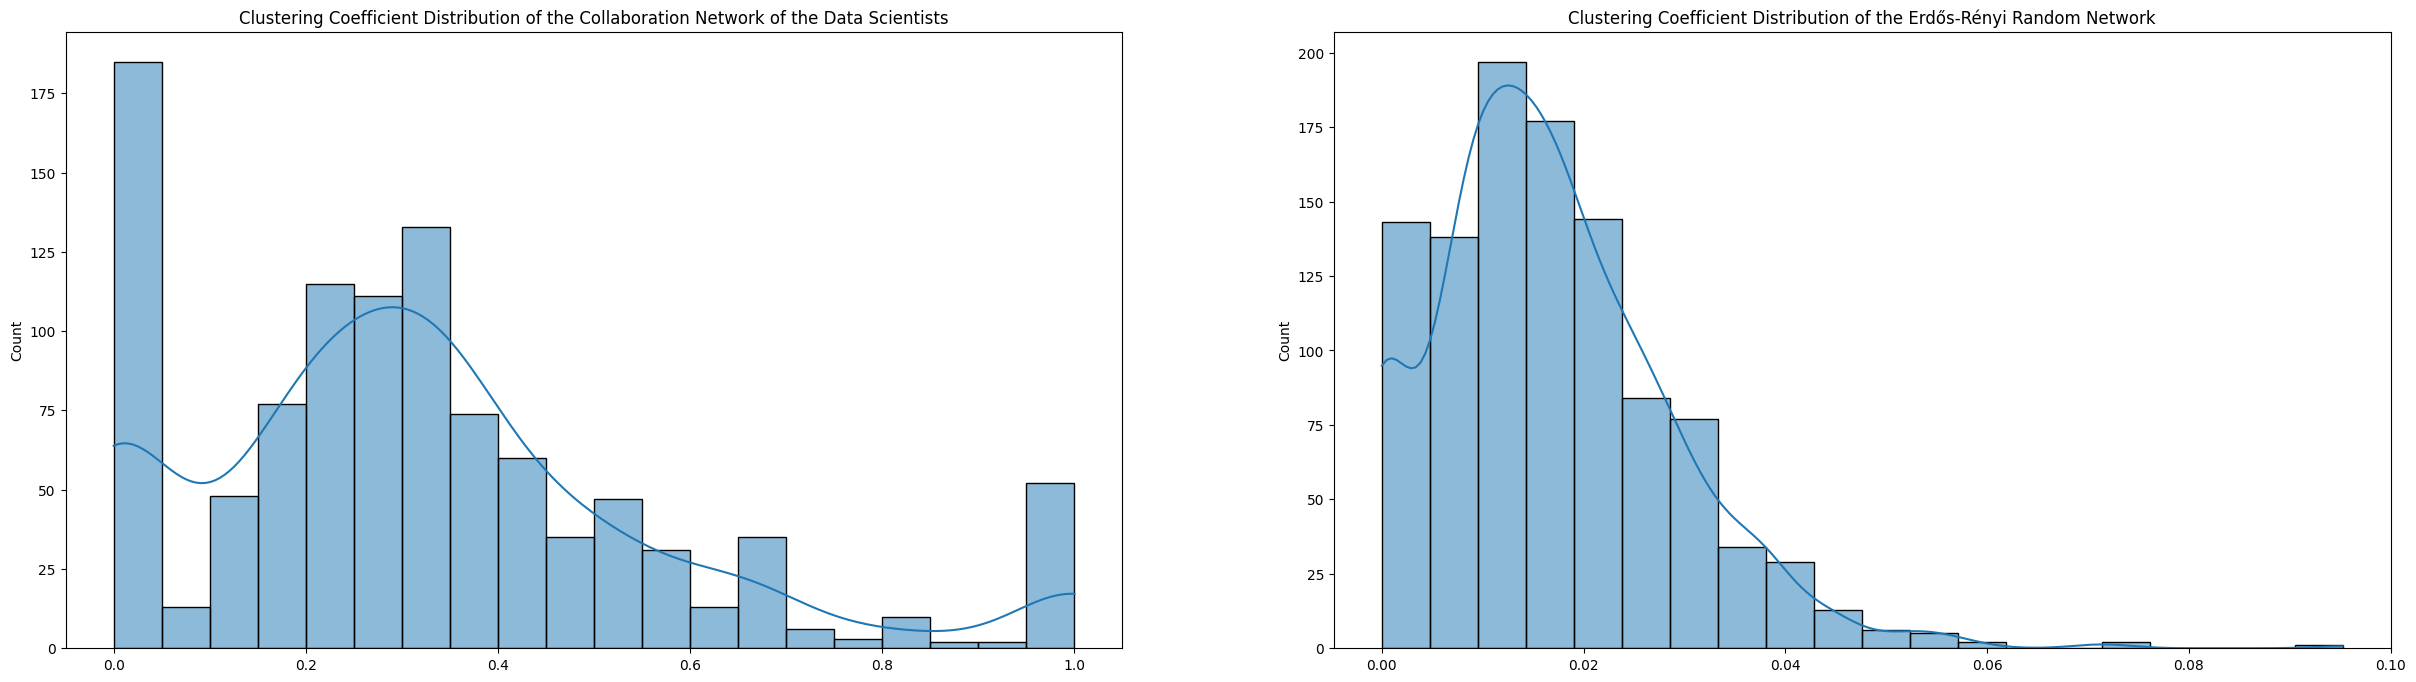 Clustering Coefficient Distribution of the Collaboration Network of the Data Scientists
Count
175
150
125
100
75
50
25
0
0.0 0.2 0.4 0.6 0.8 1.0
Clustering Coefficient Distribution of the Erdős-Rényi Random Network
Count
200
175
150
125
100
75
50
25
0
0.00 0.02 0.04 0.06 0.08 0.10